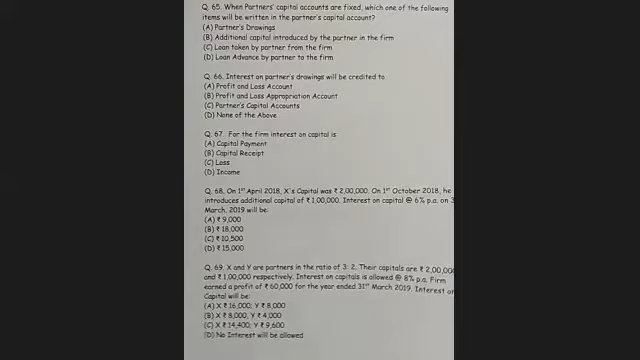 Q. 65. When Partners' capital accounts are fixed, which one of the following
items will be written in the partner's capital account?
(A) Partner's Drawings
(B) Additional capital introduced by the partner in the firm
(C) Loan taken by partner from the firm
(D) Loan Advance by partner to the firm
Q. 66. Interest on partner's drawings will be credited to
(A) Profit and Loss Account
(B) Profit and Loss Appropriation Account
(C) Partner's Capital Accounts
(D) None of the Above
Q. 67. For the firm interest on capital is
(A) Capital Payment
(B) Capital Receipt
(C) Loss
(D) Income
Q. 68. On 1st April 2018, X's Capital was ₹ 2,00,000. On 1st October 2018, he
introduces additional capital of ₹ 1,00,000. Interest on capital @ 6% p.a. on 3
March, 2019 will be:
(A) ₹ 9,000
(B) ₹ 18,000
(C) ₹ 10,500
(D) ₹ 15,000
Q. 69. X and Y are partners in the ratio of 3: 2. Their capitals are ₹ 2,00,000
and ₹ 1,00,000 respectively. Interest on capitals is allowed @ 8% p.a. Firm
earned a profit of ₹ 60,000 for the year ended 31st March 2019. Interest on
Capital will be:
(A) X ₹ 16,000; Y ₹ 8,000
(B) X ₹ 8,000, Y ₹ 4,000
(C) X ₹ 14,400; Y ₹ 9,600
(D) No Interest will be allowed